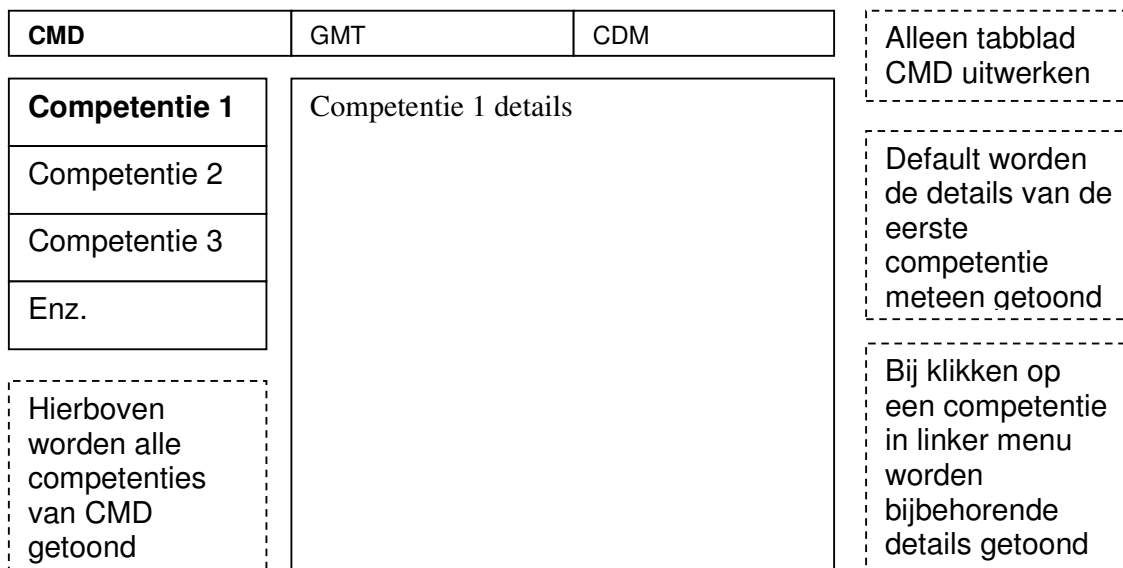 CMD
GMT
CDM
Competentie 1
Competentie 2
Competentie 3
Enz.
Hierboven
worden alle
competenties
van CMD
getoond
Competentie 1 details
Alleen tabblad
CMD uitwerken
Default worden
de details van de
eerste
competentie
meteen getoond
Bij klikken op
een competentie
in linker menu
worden
bijbehorende
details getoond